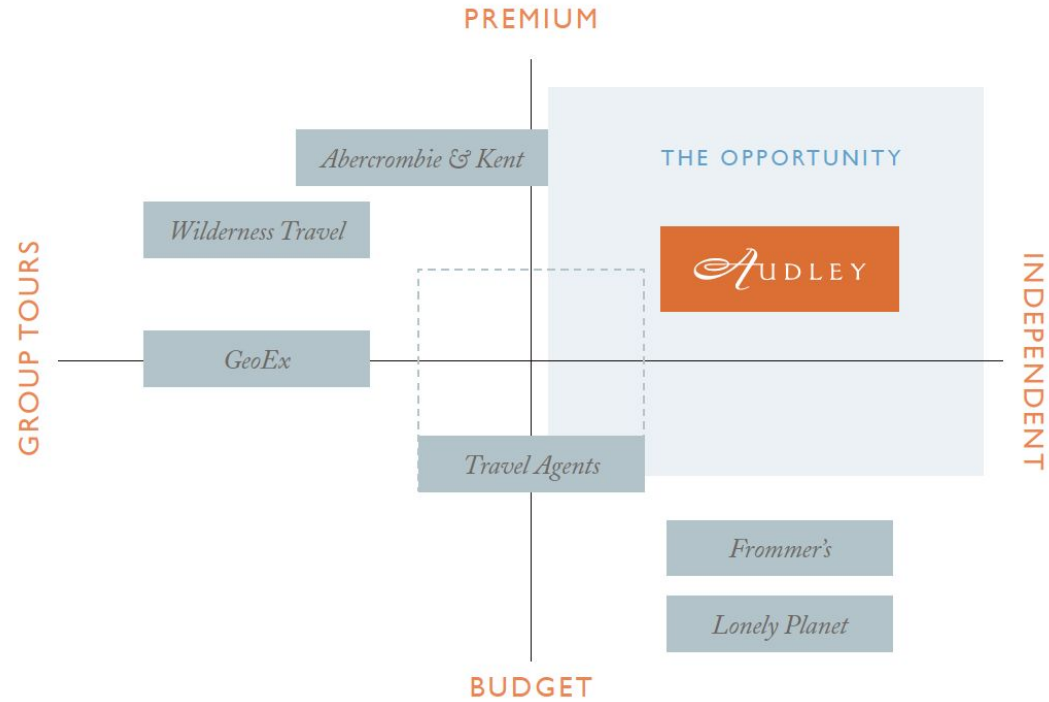 PREMIUM
Abercrombie & Kent
THE OPPORTUNITY
Wilderness Travel
AUDLEY
GROUP TOURS
INDEPENDENT
GeoEx
Travel Agents
Frommer’s
Lonely Planet
BUDGET